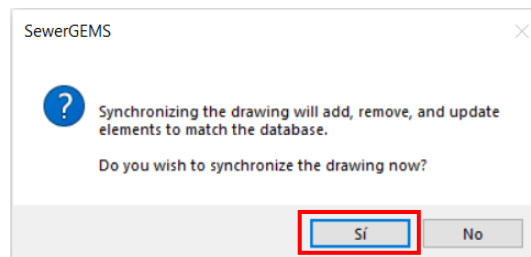 SewerGEMS
Synchronizing the drawing will add, remove, and update
elements to match the database.
Do you wish to synchronize the drawing now?
Sí
No